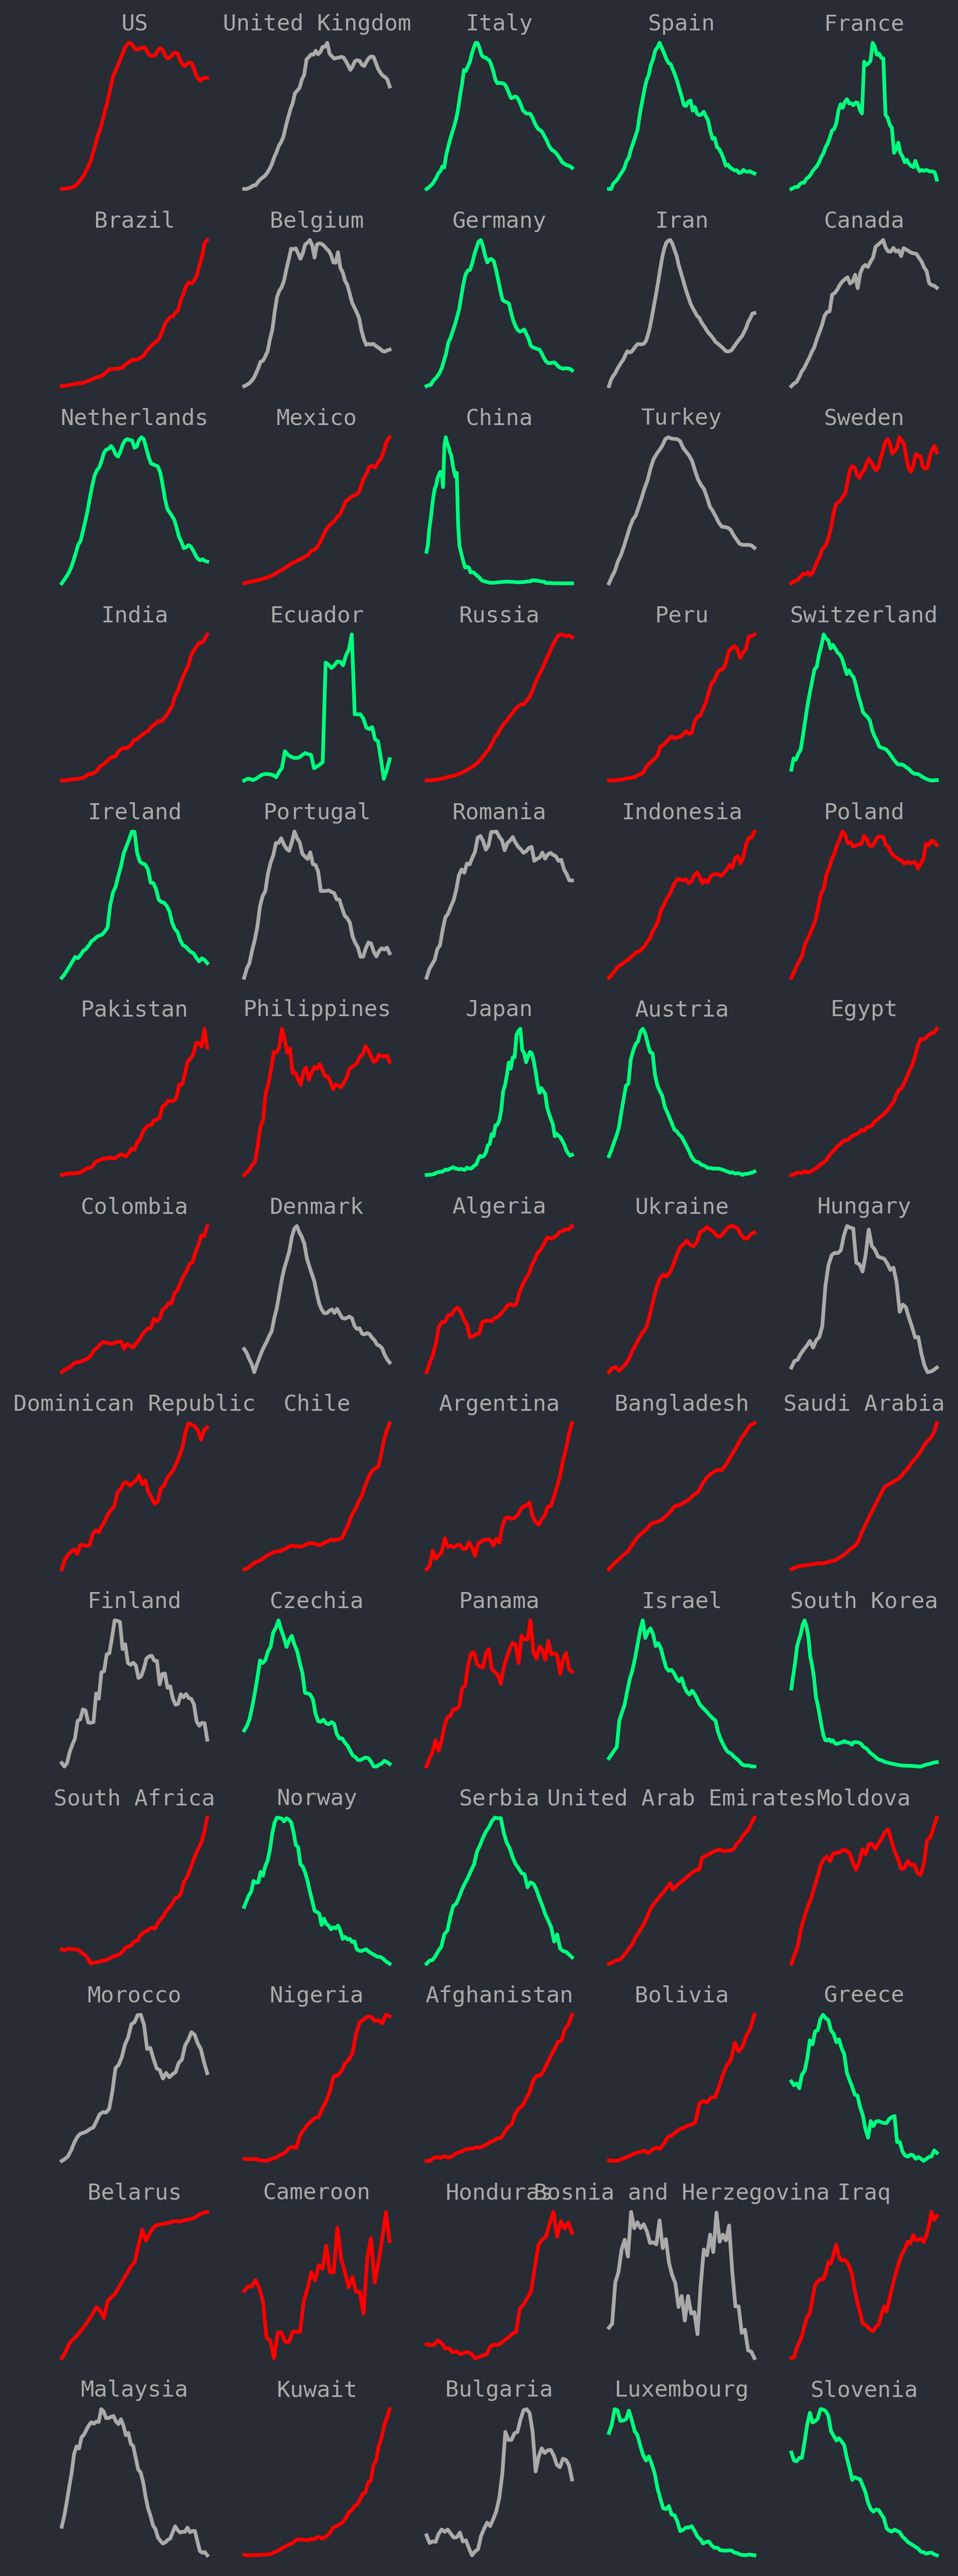 US United Kingdom Italy Spain France
Brazil Belgium Germany Iran Canada
Netherlands Mexico China Turkey Sweden
India Ecuador Russia Peru Switzerland
Ireland Portugal Romania Indonesia Poland
Pakistan Philippines Japan Austria Egypt
Colombia Denmark Algeria Ukraine Hungary
Dominican Republic Chile Argentina Bangladesh Saudi Arabia
Finland Czechia Panama Israel South Korea
South Africa Norway Serbia United Arab Emirates Moldova
Morocco Nigeria Afghanistan Bolivia Greece
Belarus Cameroon Honduras Bosnia and Herzegovina Iraq
Malaysia Kuwait Bulgaria Luxembourg Slovenia